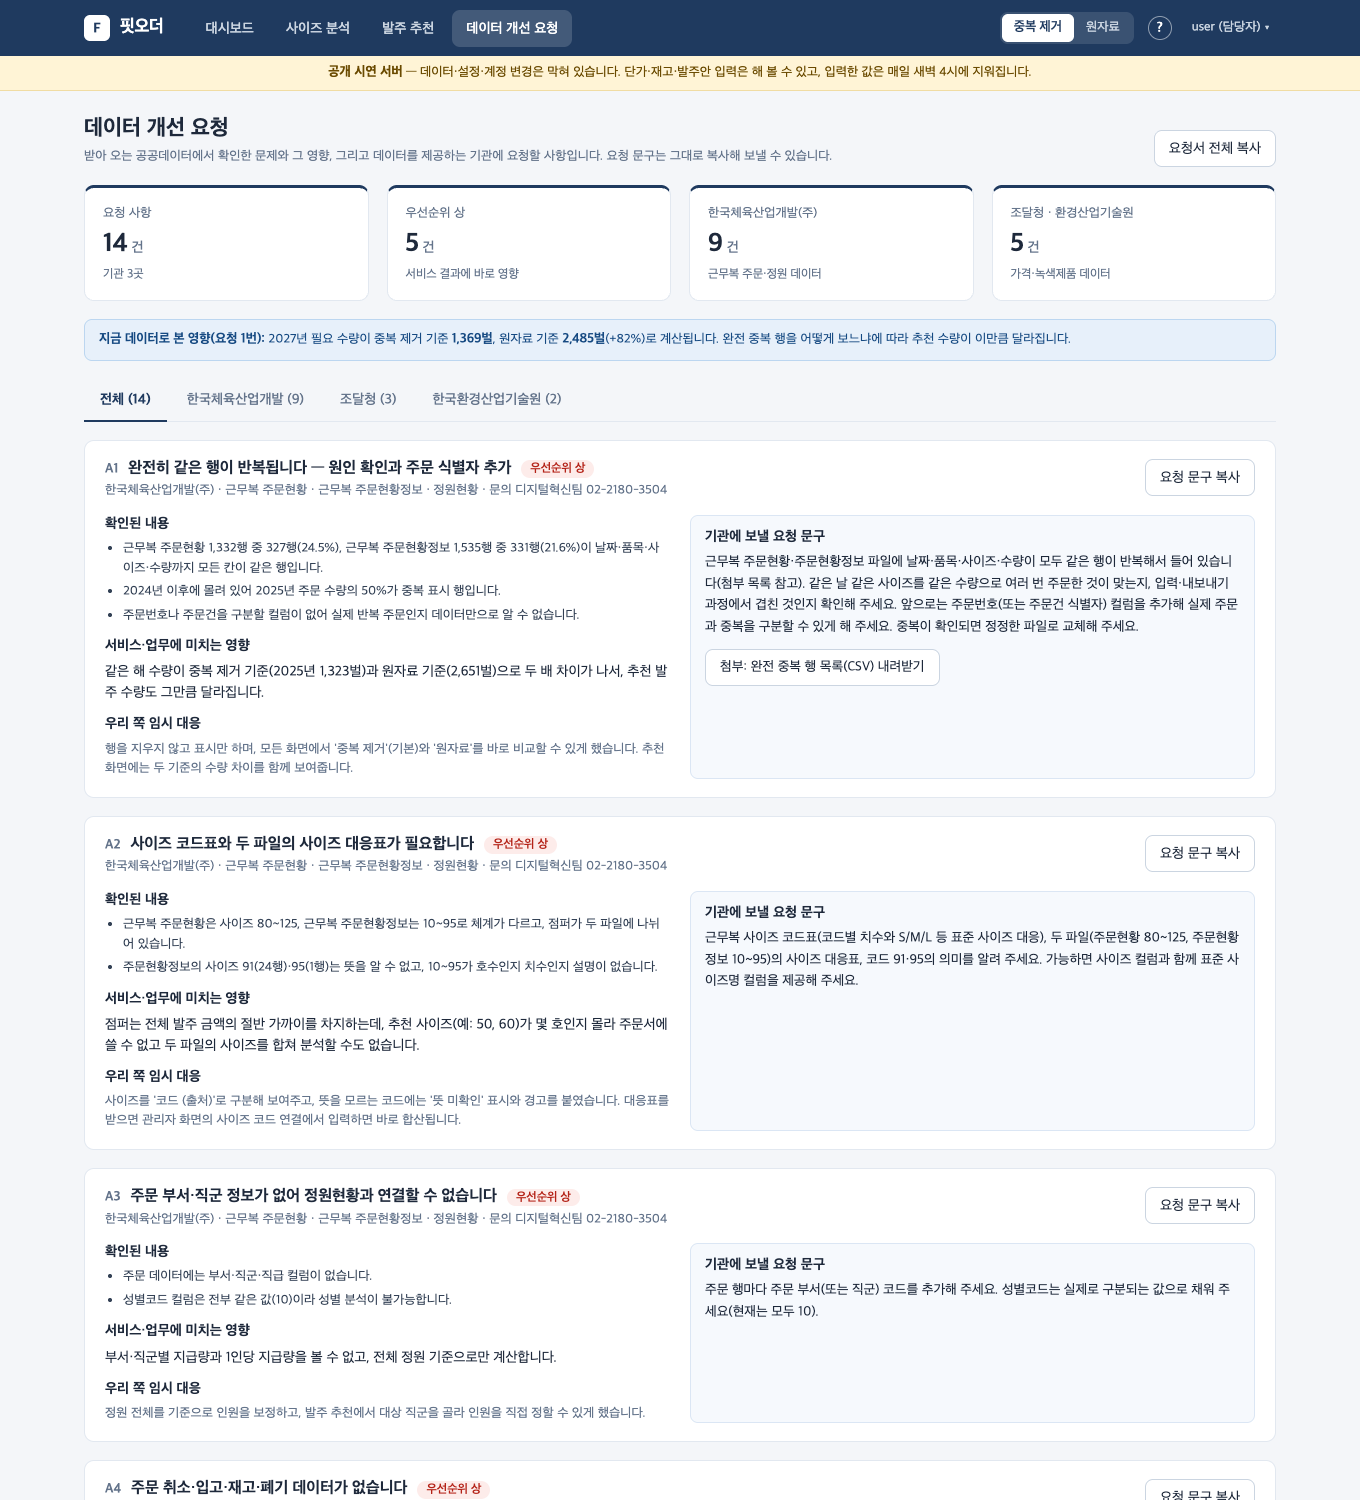 F 핏오더 대시보드 사이즈 분석 발주 추천 데이터 개선 요청 중복 제거 원자료 ? user (담당자) ▾
공개 시연 서버 — 데이터·설정·계정 변경은 막혀 있습니다. 단가·재고·발주안 입력은 해 볼 수 있고, 입력한 값은 매일 새벽 4시에 지워집니다.
데이터 개선 요청
받아 오는 공공데이터에서 확인한 문제와 그 영향, 그리고 데이터를 제공하는 기관에 요청할 사항입니다. 요청 문구는 그대로 복사해 보낼 수 있습니다.
요청서 전체 복사
요청 사항
14 건
기관 3곳
우선순위 상
5 건
서비스 결과에 바로 영향
한국체육산업개발(주)
9 건
근무복 주문·정원 데이터
조달청 · 환경산업기술원
5 건
가격·녹색제품 데이터
지금 데이터로 본 영향(요청 1번): 2027년 필요 수량이 중복 제거 기준 1,369벌, 원자료 기준 2,485벌(+82%)로 계산됩니다. 완전 중복 행을 어떻게 보느냐에 따라 추천 수량이 이만큼 달라집니다.
전체 (14) 한국체육산업개발 (9) 조달청 (3) 한국환경산업기술원 (2)
A1 완전히 같은 행이 반복됩니다 — 원인 확인과 주문 식별자 추가 우선순위 상
한국체육산업개발(주) · 근무복 주문현황 · 근무복 주문현황정보 · 정원현황 · 문의 디지털혁신팀 02-2180-3504
요청 문구 복사
확인된 내용
• 근무복 주문현황 1,332행 중 327행(24.5%), 근무복 주문현황정보 1,535행 중 331행(21.6%)이 날짜·품목·사
이즈·수량까지 모든 칸이 같은 행입니다.
• 2024년 이후에 몰려 있어 2025년 주문 수량의 50%가 중복 표시 행입니다.
• 주문번호나 주문건을 구분할 컬럼이 없어 실제 반복 주문인지 데이터만으로 알 수 없습니다.
서비스·업무에 미치는 영향
같은 해 수량이 중복 제거 기준(2025년 1,323벌)과 원자료 기준(2,651벌)으로 두 배 차이가 나서, 추천 발
주 수량도 그만큼 달라집니다.
우리 쪽 임시 대응
행을 지우지 않고 표시만 하며, 모든 화면에서 '중복 제거'(기본)와 '원자료'를 바로 비교할 수 있게 했습니다. 추천
화면에는 두 기준의 수량 차이를 함께 보여줍니다.
기관에 보낼 요청 문구
근무복 주문현황·주문현황정보 파일에 날짜·품목·사이즈·수량이 모두 같은 행이 반복해서 들어 있습니
다(첨부 목록 참고). 같은 날 같은 사이즈를 같은 수량으로 여러 번 주문한 것이 맞는지, 입력·내보내기
과정에서 겹친 것인지 확인해 주세요. 앞으로는 주문번호(또는 주문건 식별자) 컬럼을 추가해 실제 주문
과 중복을 구분할 수 있게 해 주세요. 중복이 확인되면 정정한 파일로 교체해 주세요.
첨부: 완전 중복 행 목록(CSV) 내려받기
A2 사이즈 코드표와 두 파일의 사이즈 대응표가 필요합니다 우선순위 상
한국체육산업개발(주) · 근무복 주문현황 · 근무복 주문현황정보 · 정원현황 · 문의 디지털혁신팀 02-2180-3504
요청 문구 복사
확인된 내용
• 근무복 주문현황은 사이즈 80~125, 근무복 주문현황정보는 10~95로 체계가 다르고, 점퍼가 두 파일에 나뉘
어 있습니다.
• 주문현황정보의 사이즈 91(24행)·95(1행)는 뜻을 알 수 없고, 10~95가 호수인지 치수인지 설명이 없습니다.
서비스·업무에 미치는 영향
점퍼는 전체 발주 금액의 절반 가까이를 차지하는데, 추천 사이즈(예: 50, 60)가 몇 호인지 몰라 주문서에
쓸 수 없고 두 파일의 사이즈를 합쳐 분석할 수도 없습니다.
우리 쪽 임시 대응
사이즈를 '코드 (출처)'로 구분해 보여주고, 뜻을 모르는 코드에는 '뜻 미확인' 표시와 경고를 붙였습니다. 대응표를
받으면 관리자 화면의 사이즈 코드 연결에서 입력하면 바로 합산됩니다.
기관에 보낼 요청 문구
근무복 사이즈 코드표(코드별 치수와 S/M/L 등 표준 사이즈 대응), 두 파일(주문현황 80~125, 주문현황
정보 10~95)의 사이즈 대응표, 코드 91·95의 의미를 알려 주세요. 가능하면 사이즈 컬럼과 함께 표준 사
이즈명 컬럼을 제공해 주세요.
A3 주문 부서·직군 정보가 없어 정원현황과 연결할 수 없습니다 우선순위 상
한국체육산업개발(주) · 근무복 주문현황 · 근무복 주문현황정보 · 정원현황 · 문의 디지털혁신팀 02-2180-3504
요청 문구 복사
확인된 내용
• 주문 데이터에는 부서·직군·직급 컬럼이 없습니다.
• 성별코드 컬럼은 전부 같은 값(10)이라 성별 분석이 불가능합니다.
서비스·업무에 미치는 영향
부서·직군별 지급량과 1인당 지급량을 볼 수 없고, 전체 정원 기준으로만 계산합니다.
우리 쪽 임시 대응
정원 전체를 기준으로 인원을 보정하고, 발주 추천에서 대상 직군을 골라 인원을 직접 정할 수 있게 했습니다.
기관에 보낼 요청 문구
주문 행마다 주문 부서(또는 직군) 코드를 추가해 주세요. 성별코드는 실제로 구분되는 값으로 채워 주
세요(현재는 모두 10).
A4 주문 취소·입고·재고·폐기 데이터가 없습니다 우선순위 상
요청 문구 복사